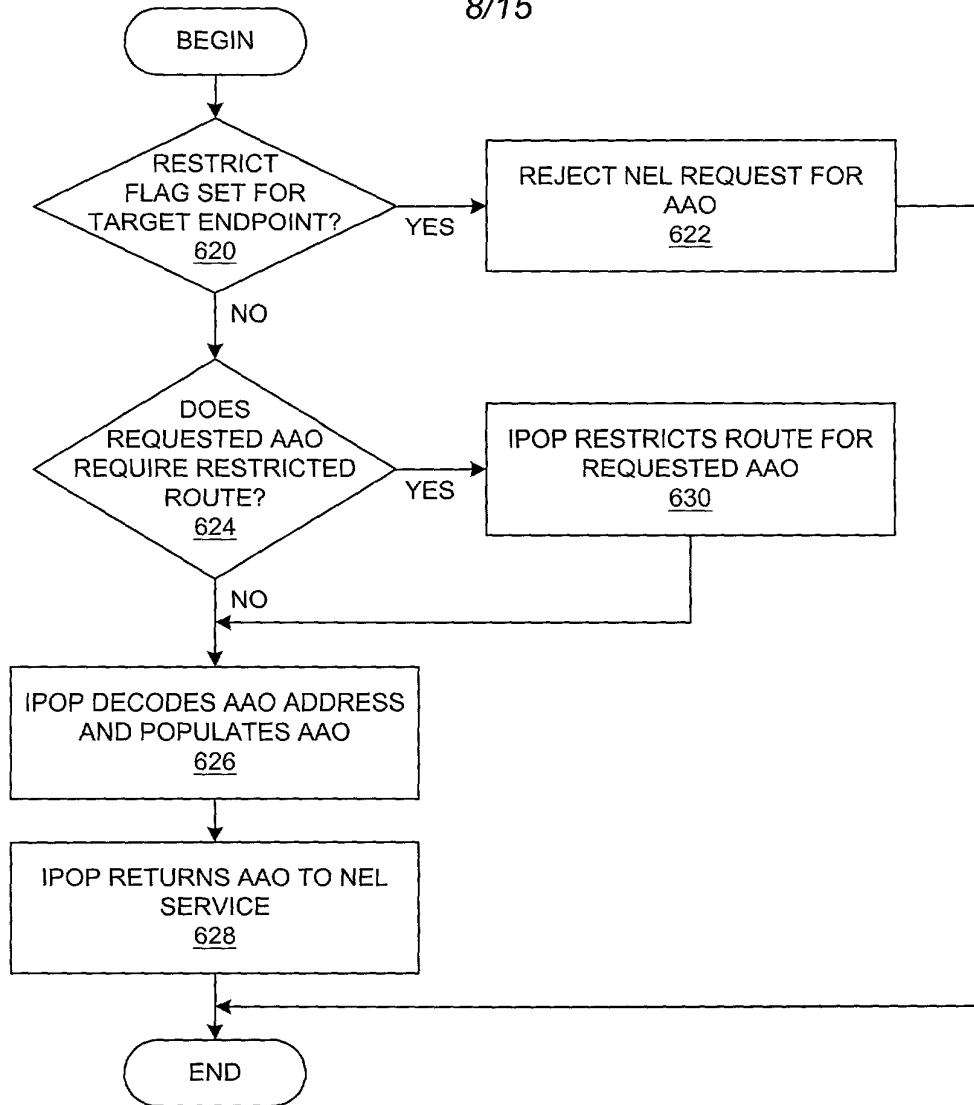 8/15
BEGIN
RESTRICT
FLAG SET FOR
TARGET ENDPOINT?
620
YES
REJECT NEL REQUEST FOR
AAO
622
NO
DOES
REQUESTED AAO
REQUIRE RESTRICTED
ROUTE?
624
YES
IPOP RESTRICTS ROUTE FOR
REQUESTED AAO
630
NO
IPOP DECODES AAO ADDRESS
AND POPULATES AAO
626
IPOP RETURNS AAO TO NEL
SERVICE
628
END